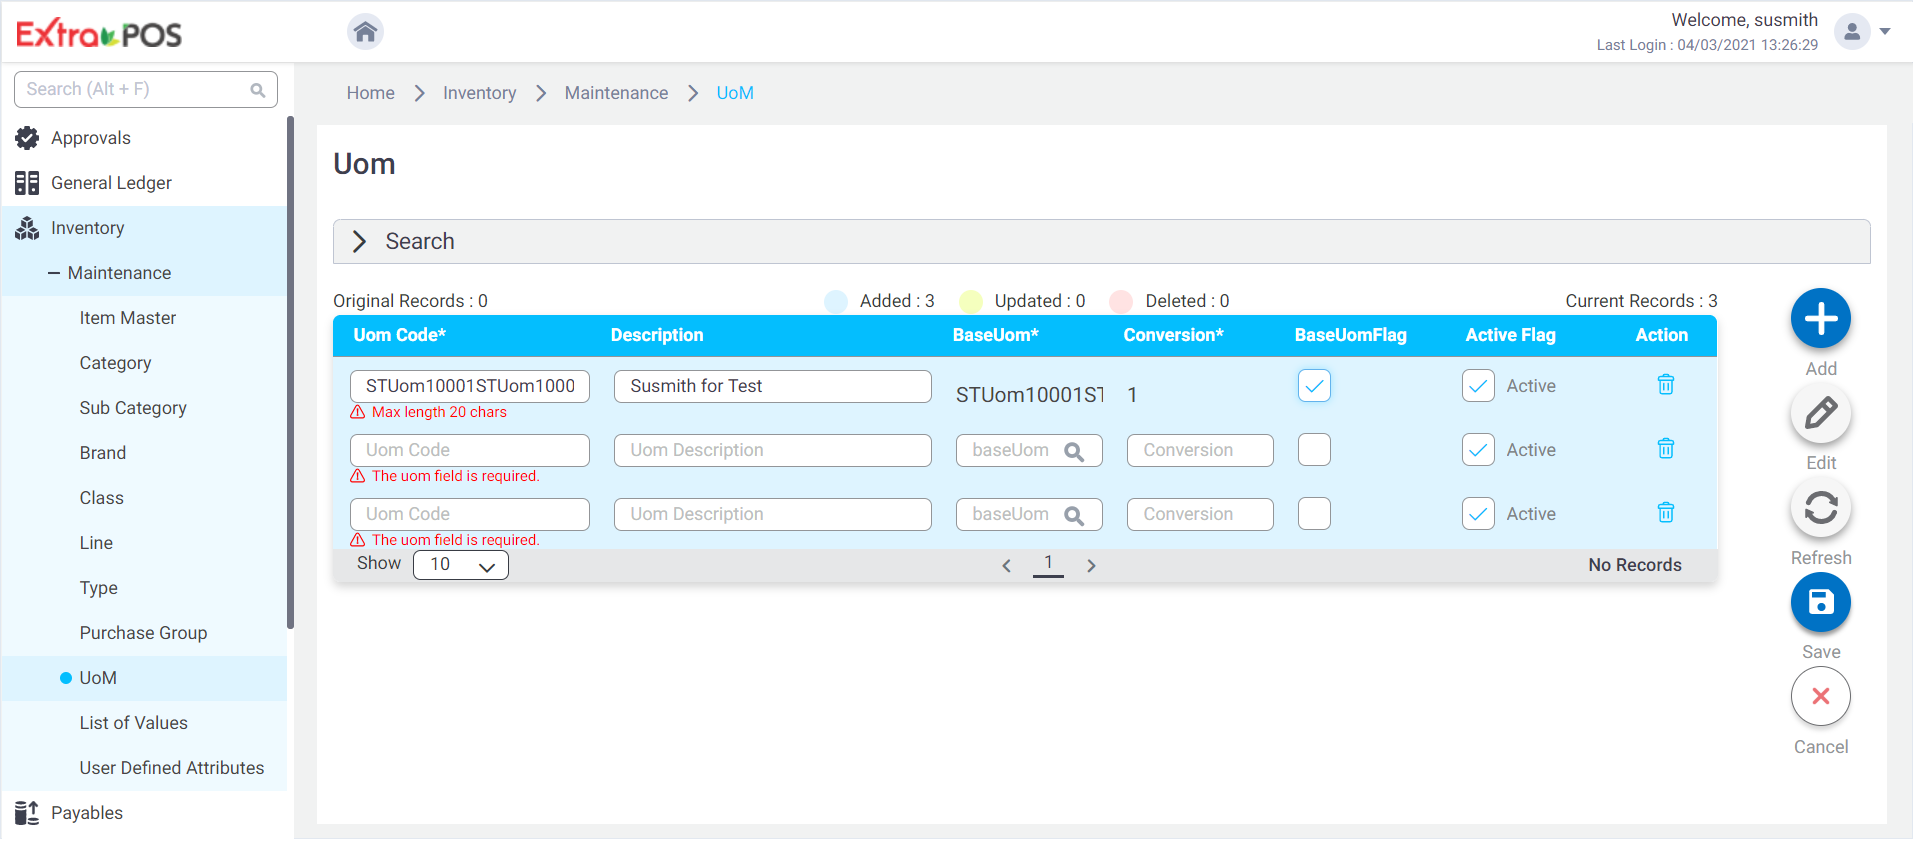 Extra POS
Welcome, susmith
Last Login : 04/03/2021 13:26:29
Search (Alt + F)
Approvals
General Ledger
Inventory
Maintenance
Item Master
Category
Sub Category
Brand
Class
Line
Type
Purchase Group
UoM
List of Values
User Defined Attributes
Payables
Home > Inventory > Maintenance > UoM
Uom
Search
Original Records : 0 Added : 3 Updated : 0 Deleted : 0 Current Records : 3
Uom Code* Description BaseUom* Conversion* BaseUomFlag Active Flag Action
STUom10001STUom1000 Susmith for Test STUom10001ST 1 Active
Max length 20 chars
Uom Code Uom Description baseUom Conversion Active
The uom field is required.
Uom Code Uom Description baseUom Conversion Active
The uom field is required.
Show 10 < 1 > No Records
Add
Edit
Refresh
Save
Cancel